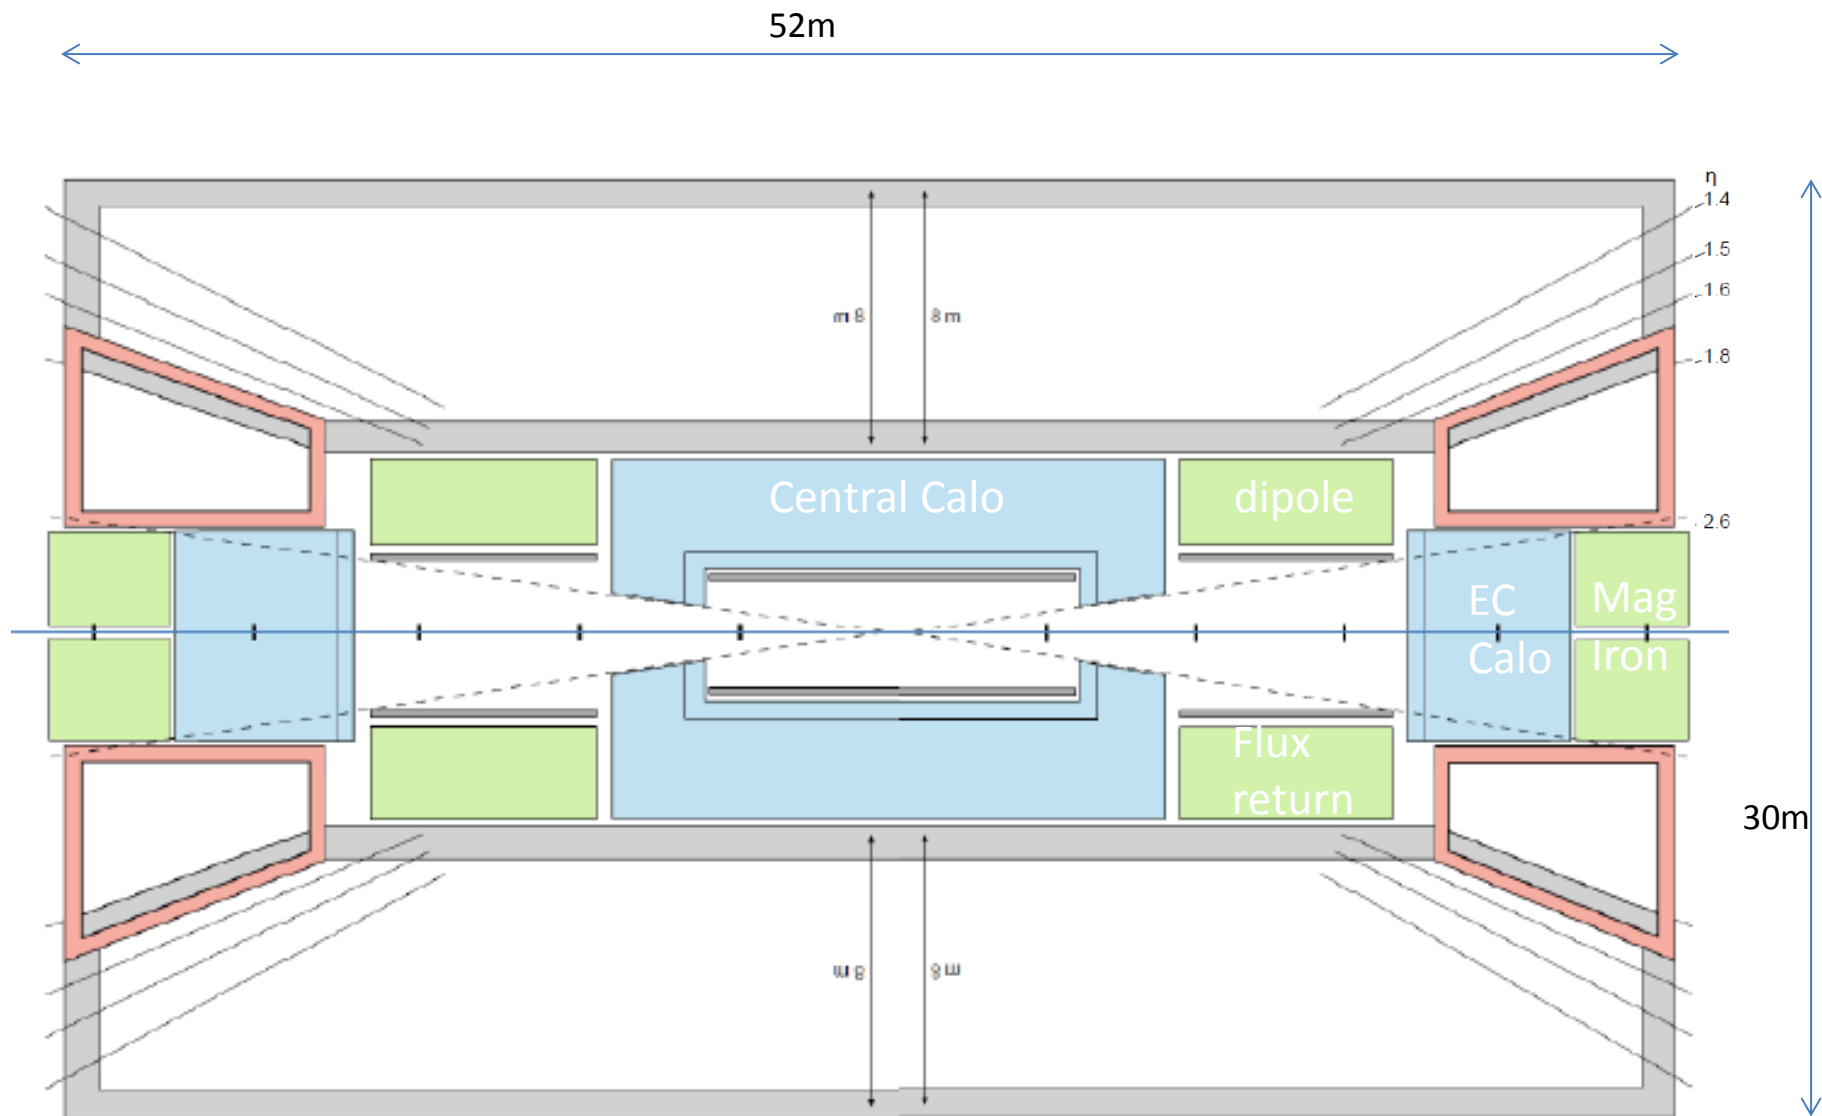 52m
η
1.4
1.5
1.6
1.8
8 m
8 m
Central Calo
dipole
2.6
EC
Calo
Mag
Iron
Flux
return
30m
8 m
8 m